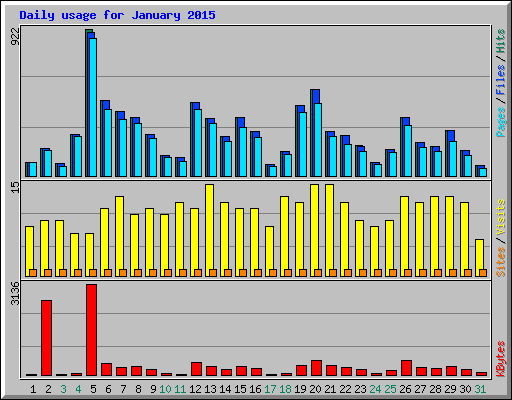 Daily usage for January 2015
922
Pages / Files / Hits
15
Sites / Visits
3136
KBytes
1 2 3 4 5 6 7 8 9 10 11 12 13 14 15 16 17 18 19 20 21 22 23 24 25 26 27 28 29 30 31